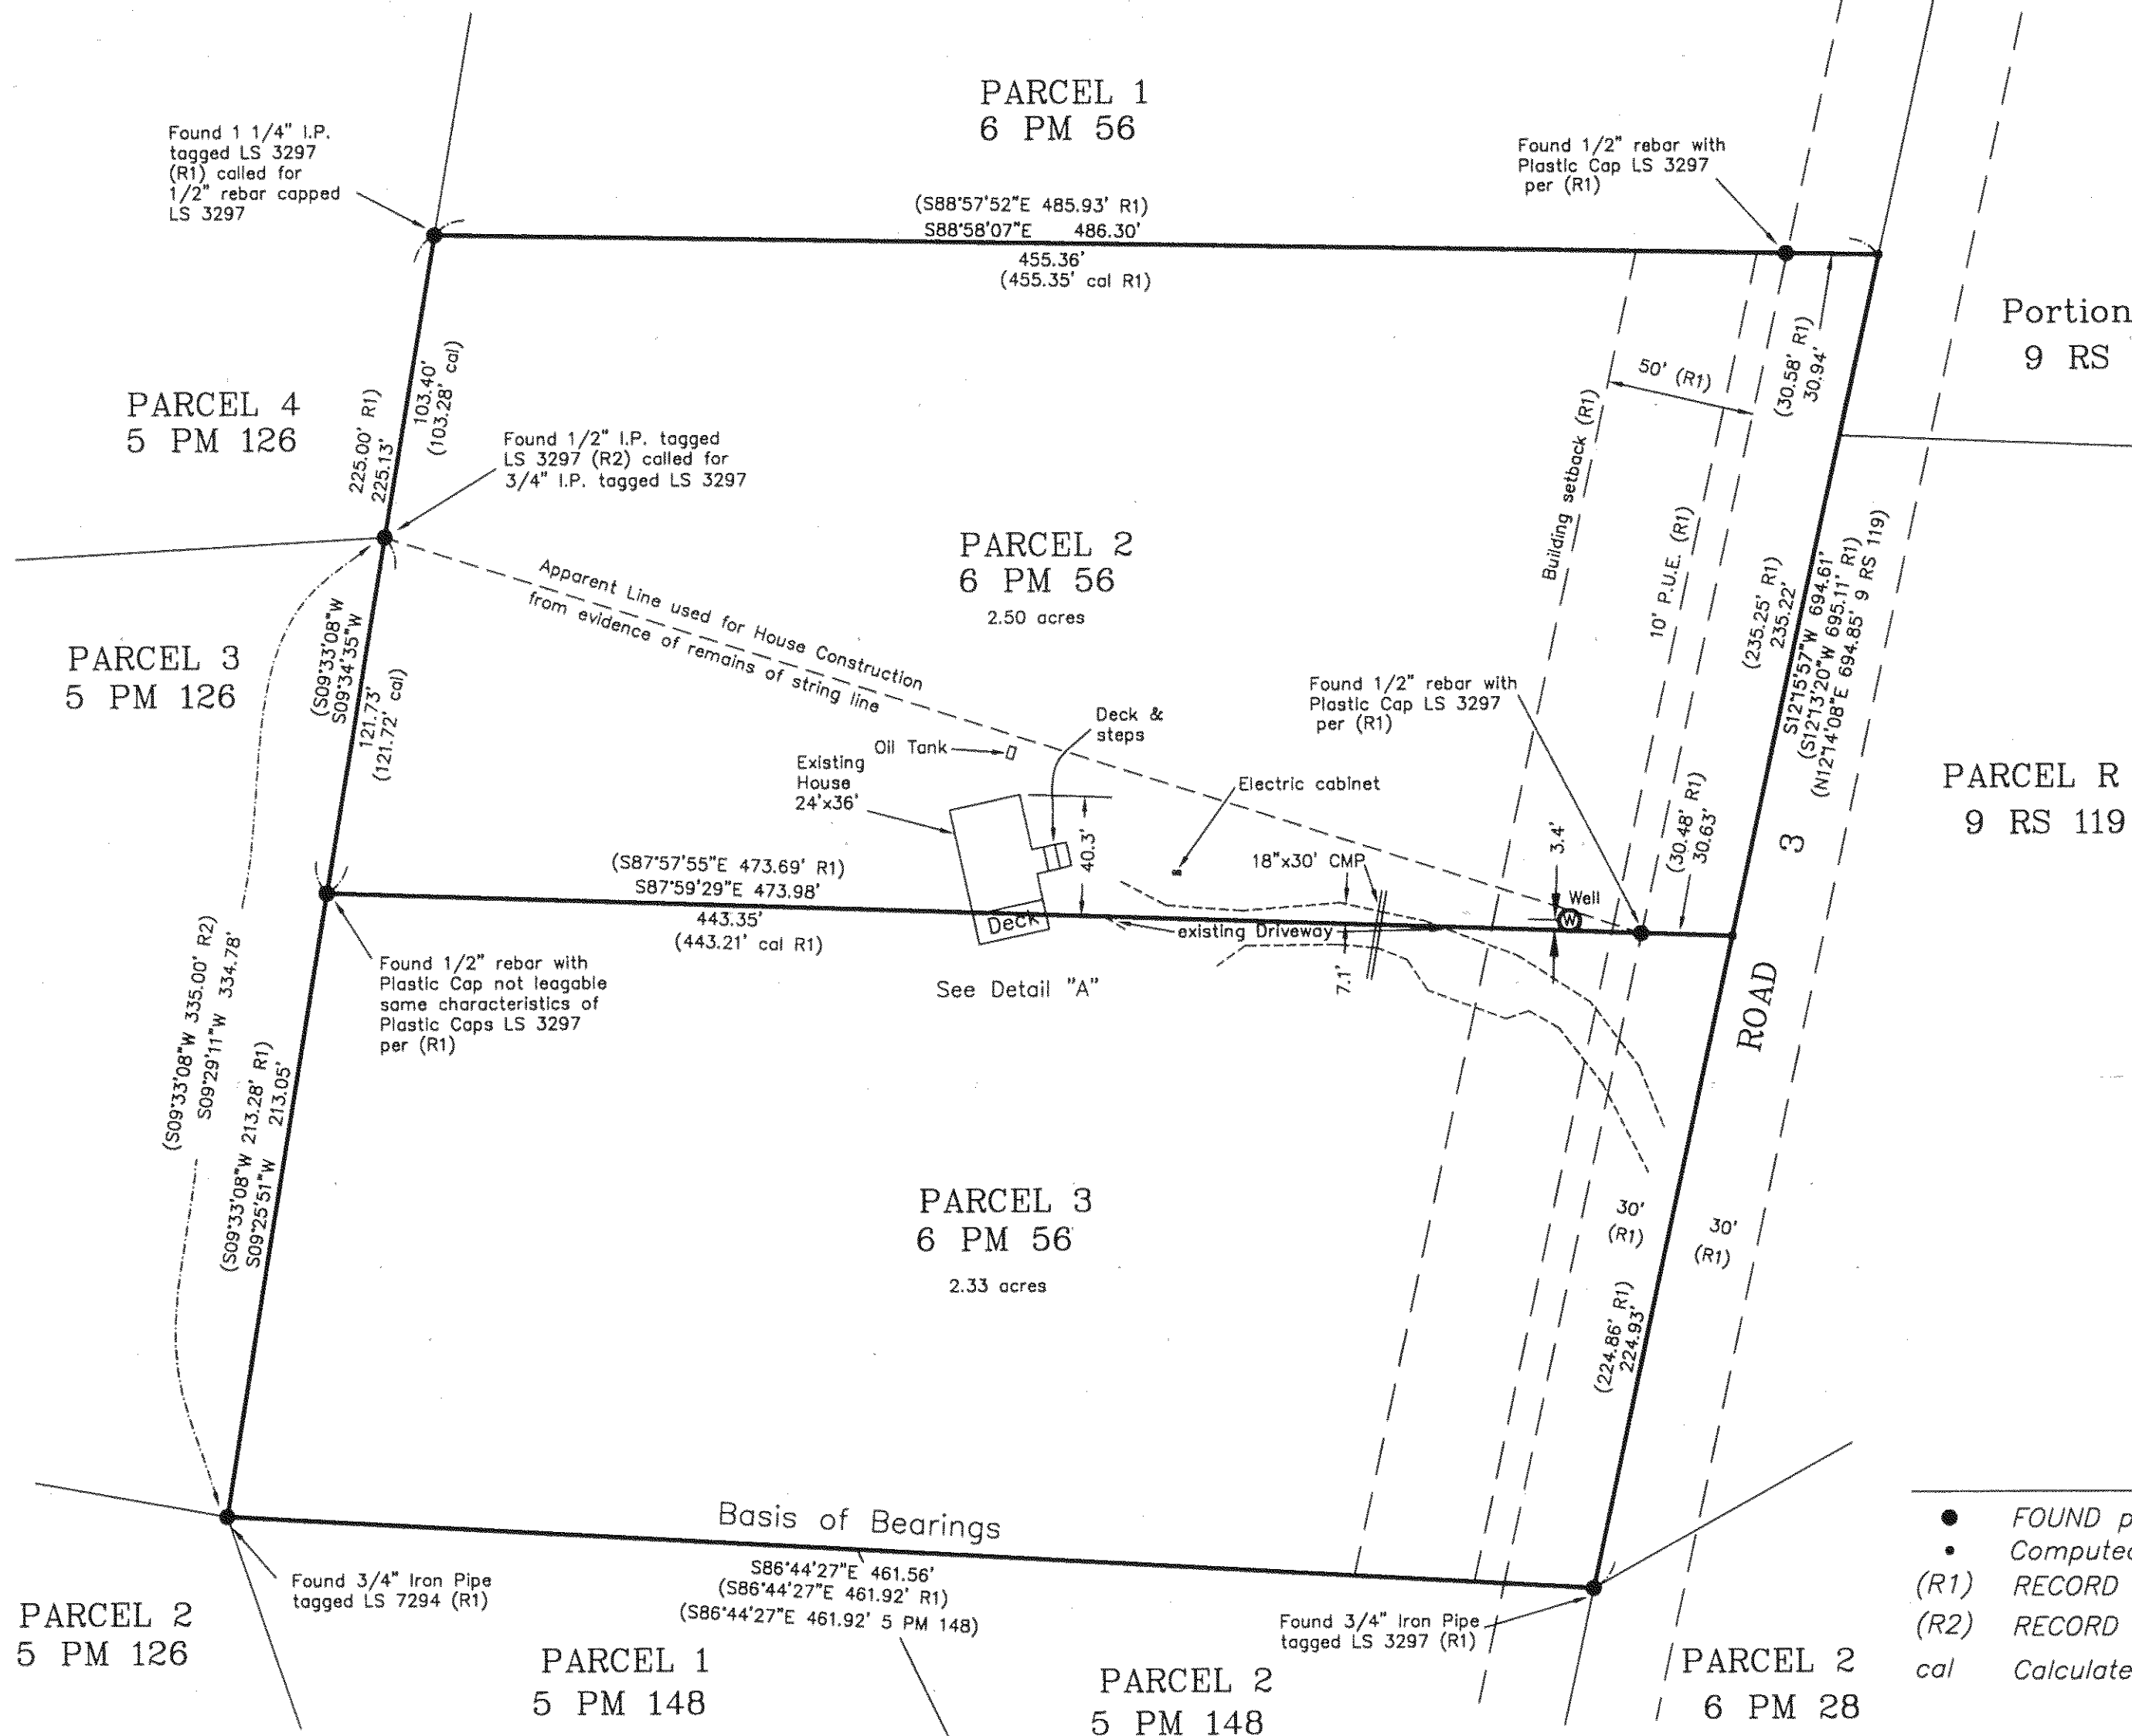 PARCEL 1
6 PM 56
Found 1 1/4" I.P.
tagged LS 3297
(R1) called for
1/2" rebar capped
LS 3297
Found 1/2" rebar with
Plastic Cap LS 3297
per (R1)
(S88°57'52"E 485.93' R1)
S88°58'07"E 486.30'
455.36'
(455.35' cal R1)
Portion
9 RS
(30.58' R1)
30.94'
50' (R1)
PARCEL 4
5 PM 126
225.00' R1)
225.13'
103.40'
(103.28' cal)
Found 1/2" I.P. tagged
LS 3297 (R2) called for
3/4" I.P. tagged LS 3297
Building setback (R1)
10' P.U.E. (R1)
PARCEL 2
6 PM 56
2.50 acres
Apparent Line used for House Construction
from evidence of remains of string line
(235.25' R1)
235.22'
S12°15'57"W 694.61'
(S12°13'20"W 695.11' R1)
(N12°14'08"E 694.85' 9 RS 119)
PARCEL 3
5 PM 126
(S09°33'08"W
S09°34'35"W
121.73'
(121.72' cal)
Found 1/2" rebar with
Plastic Cap LS 3297
per (R1)
Deck &
steps
Oil Tank
Existing
House
24'x36'
Electric cabinet
40.3'
18"x30' CMP
3.4'
Well
W
(30.48' R1)
30.63'
PARCEL R
9 RS 119
ROAD 3
(S87°57'55"E 473.69' R1)
S87°59'29"E 473.98'
443.35'
(443.21' cal R1)
Deck
existing Driveway
7.1'
See Detail "A"
Found 1/2" rebar with
Plastic Cap not leagable
same characteristics of
Plastic Caps LS 3297
per (R1)
(S09°33'08"W 335.00' R2)
S09°29'11"W 334.78'
(S09°33'08"W 213.28' R1)
S09°25'51"W 213.05'
PARCEL 3
6 PM 56
2.33 acres
30'
(R1)
30'
(R1)
(224.86' R1)
224.93'
Basis of Bearings
S86°44'27"E 461.56'
(S86°44'27"E 461.92' R1)
(S86°44'27"E 461.92' 5 PM 148)
Found 3/4" Iron Pipe
tagged LS 7294 (R1)
Found 3/4" Iron Pipe
tagged LS 3297 (R1)
PARCEL 2
5 PM 126
PARCEL 1
5 PM 148
PARCEL 2
5 PM 148
PARCEL 2
6 PM 28
FOUND p
Computed
(R1) RECORD
(R2) RECORD
cal Calculate